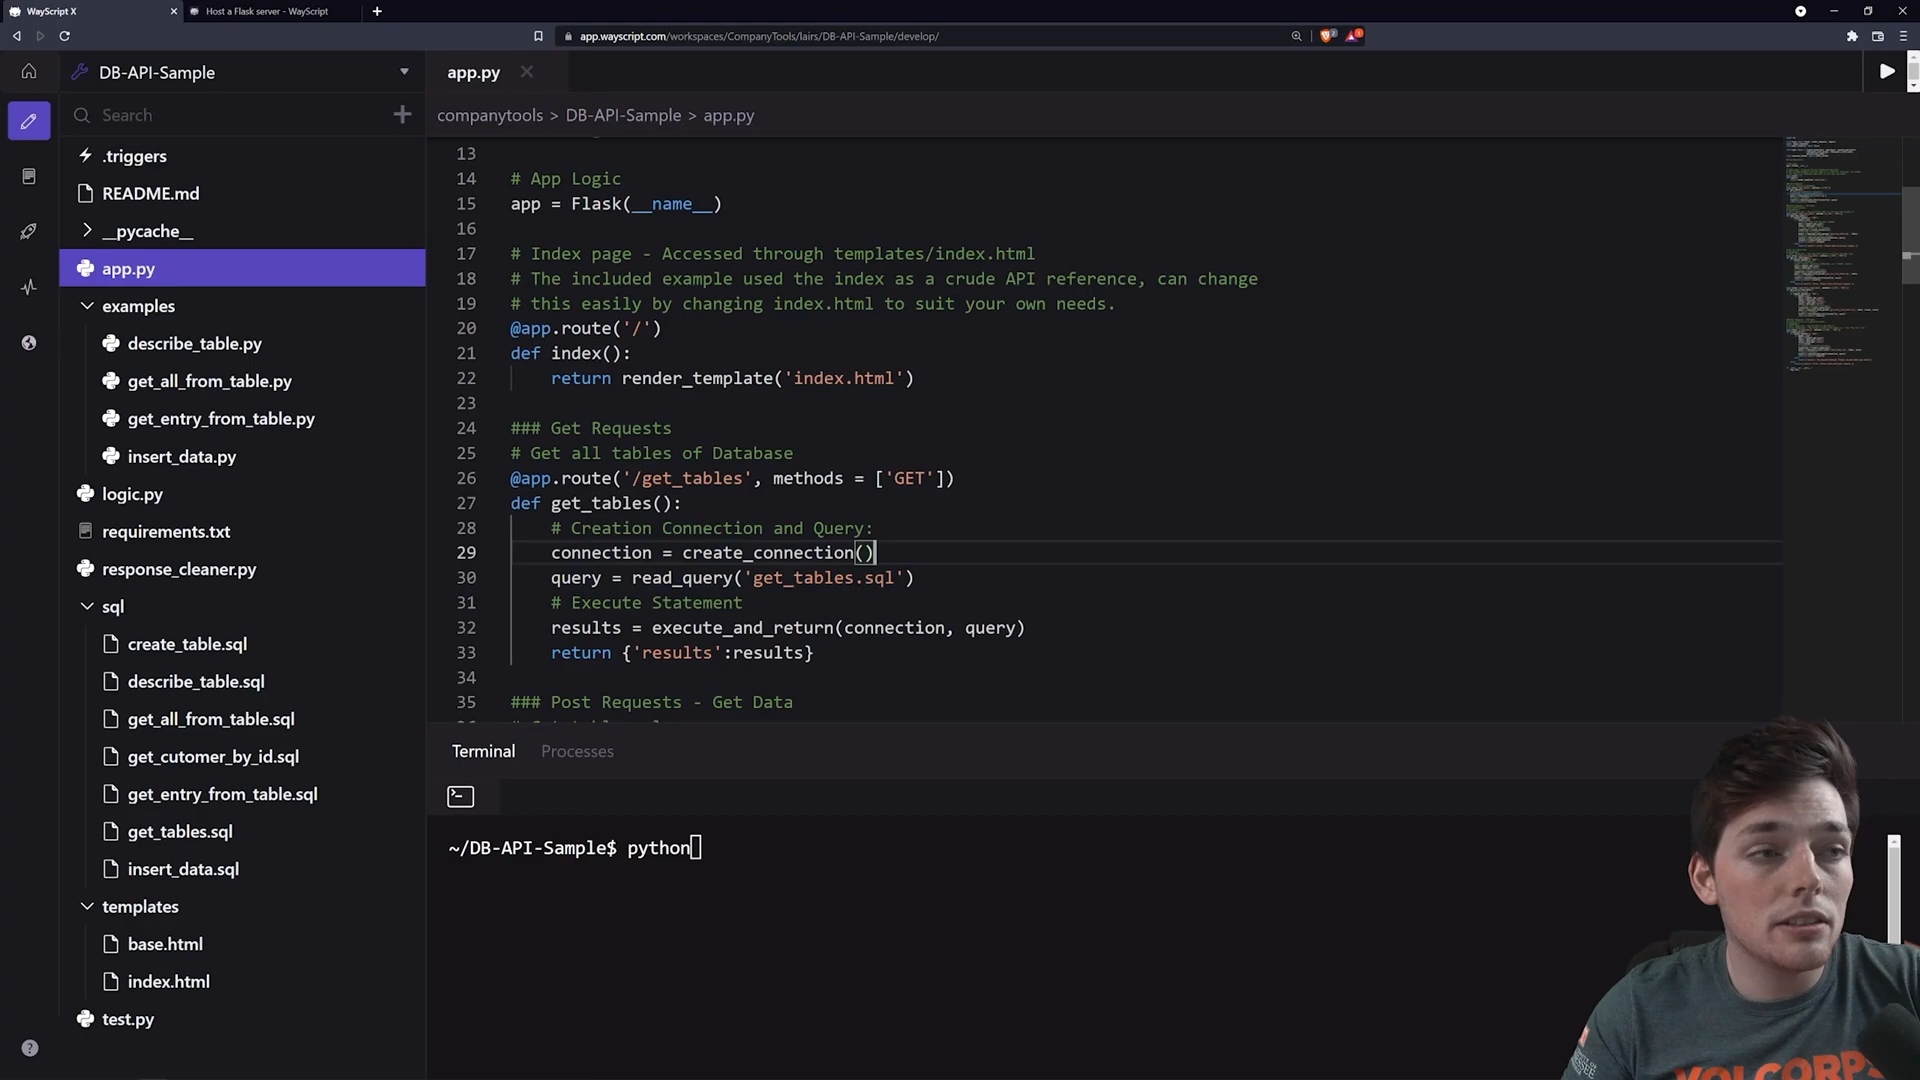 WayScript X
Host a Flask server - WayScript
app.wayscript.com/workspaces/CompanyTools/lairs/DB-API-Sample/develop/
DB-API-Sample
app.py
Search
companytools > DB-API-Sample > app.py
.triggers
README.md
__pycache__
app.py
examples
describe_table.py
get_all_from_table.py
get_entry_from_table.py
insert_data.py
logic.py
requirements.txt
response_cleaner.py
sql
create_table.sql
describe_table.sql
get_all_from_table.sql
get_cutomer_by_id.sql
get_entry_from_table.sql
get_tables.sql
insert_data.sql
templates
base.html
index.html
test.py
13
14 # App Logic
15 app = Flask(__name__)
16
17 # Index page - Accessed through templates/index.html
18 # The included example used the index as a crude API reference, can change
19 # this easily by changing index.html to suit your own needs.
20 @app.route('/')
21 def index():
22 return render_template('index.html')
23
24 ### Get Requests
25 # Get all tables of Database
26 @app.route('/get_tables', methods = ['GET'])
27 def get_tables():
28 # Creation Connection and Query:
29 connection = create_connection()
30 query = read_query('get_tables.sql')
31 # Execute Statement
32 results = execute_and_return(connection, query)
33 return {'results':results}
34
35 ### Post Requests - Get Data
Terminal Processes
~/DB-API-Sample$ python
VOLCORPS